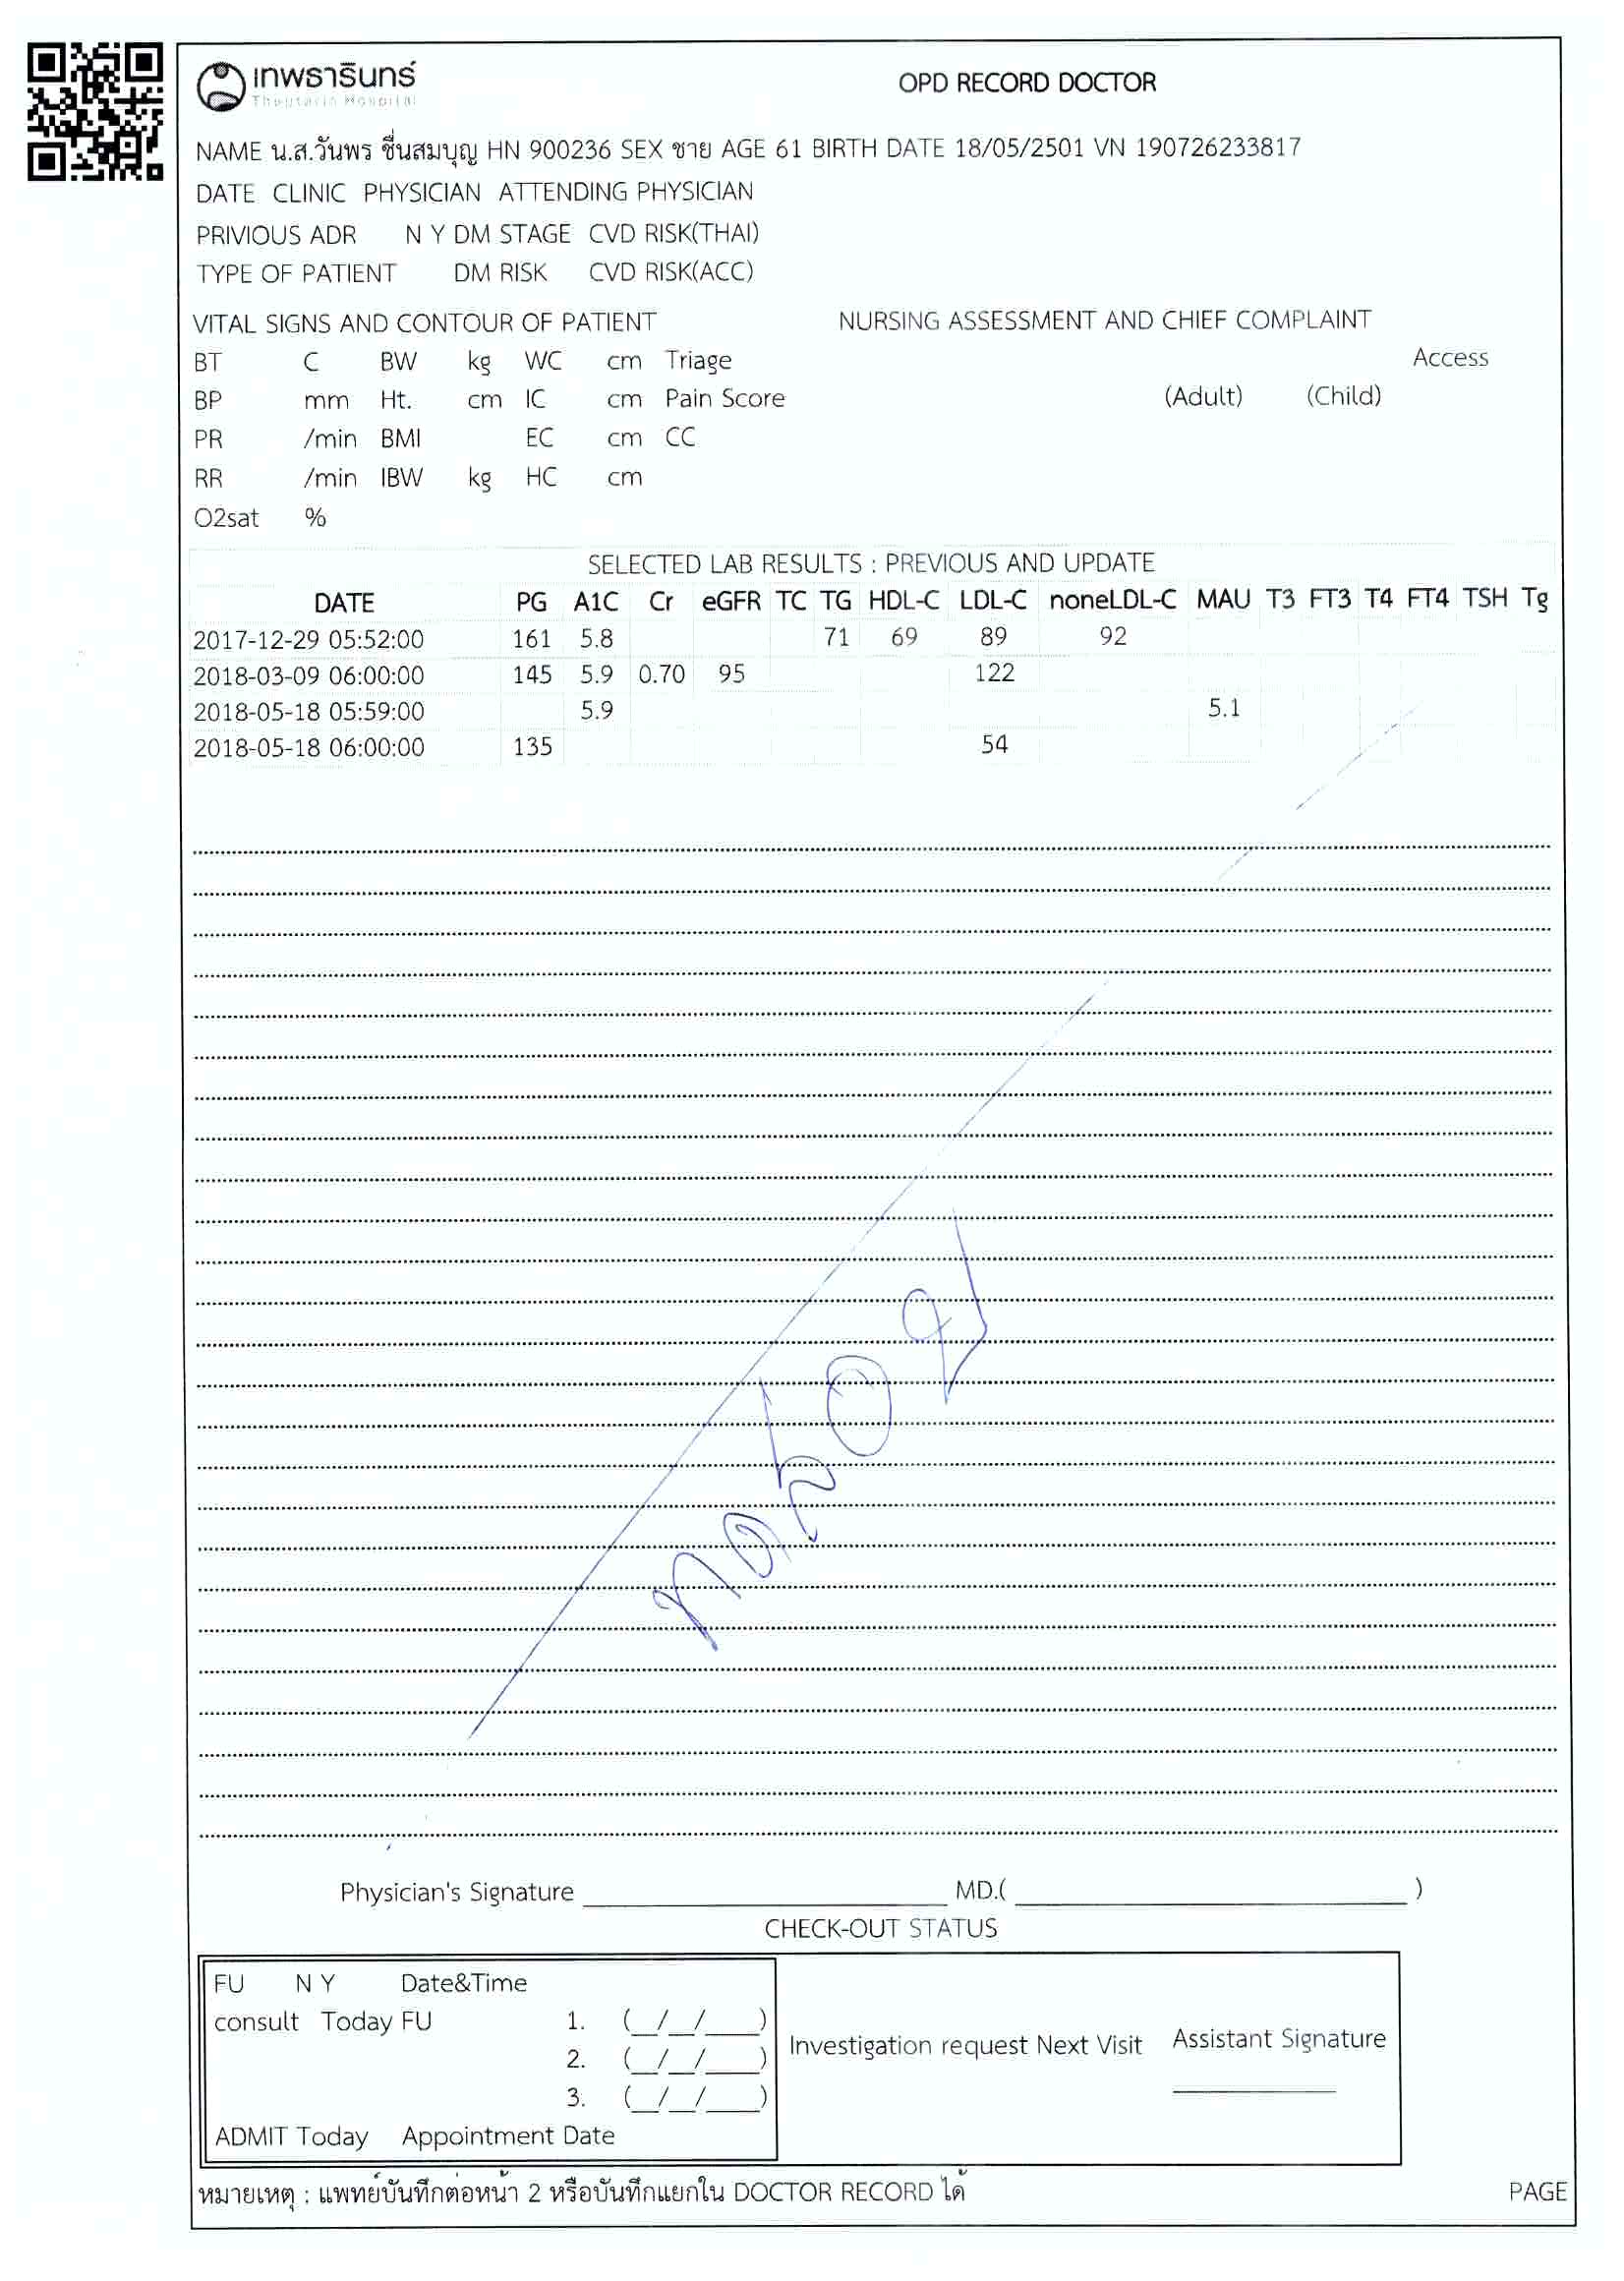 เทพธารินทร์
Theptarin Hospital
OPD RECORD DOCTOR
NAME น.ส.วันพร ชื่นสมบุญ HN 900236 SEX ชาย AGE 61 BIRTH DATE 18/05/2501 VN 190726233817
DATE CLINIC PHYSICIAN ATTENDING PHYSICIAN
PRIVIOUS ADR N Y DM STAGE CVD RISK(THAI)
TYPE OF PATIENT DM RISK CVD RISK(ACC)
VITAL SIGNS AND CONTOUR OF PATIENT NURSING ASSESSMENT AND CHIEF COMPLAINT
BT C BW kg WC cm Triage Access
BP mm Ht. cm IC cm Pain Score (Adult) (Child)
PR /min BMI EC cm CC
RR /min IBW kg HC cm
O2sat %
SELECTED LAB RESULTS : PREVIOUS AND UPDATE
DATE PG A1C Cr eGFR TC TG HDL-C LDL-C noneLDL-C MAU T3 FT3 T4 FT4 TSH Tg
2017-12-29 05:52:00 161 5.8 71 69 89 92
2018-03-09 06:00:00 145 5.9 0.70 95 122
2018-05-18 05:59:00 5.9 5.1
2018-05-18 06:00:00 135 54
Physician's Signature MD.( )
CHECK-OUT STATUS
FU N Y Date&Time
consult Today FU 1. (_/_/__)
2. (_/_/__)
Investigation request Next Visit Assistant Signature
3. (_/_/__)
ADMIT Today Appointment Date
หมายเหตุ : แพทย์บันทึกต่อหน้า 2 หรือบันทึกแยกใน DOCTOR RECORD ได้ PAGE